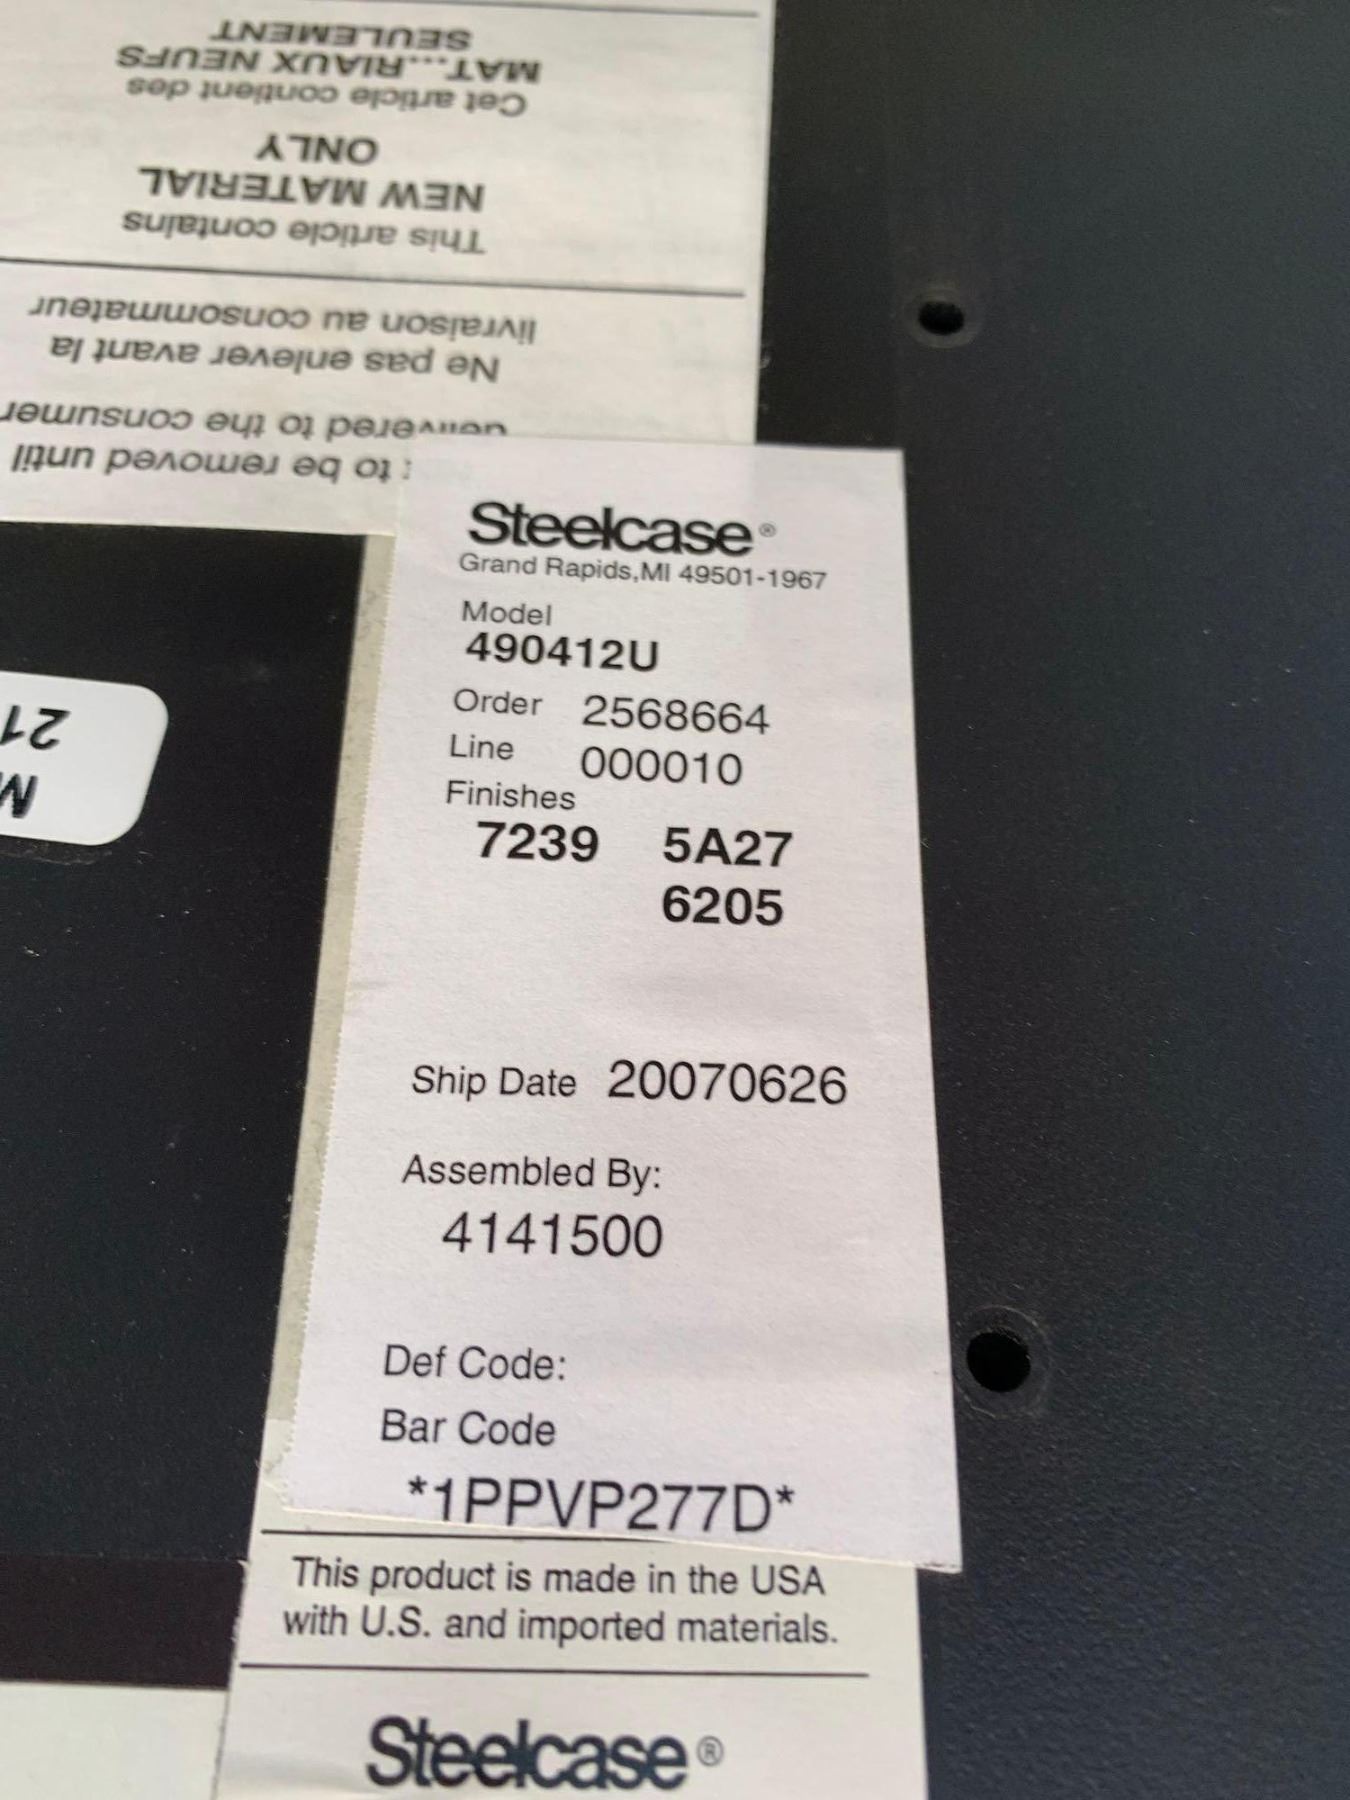 SEULEMENT
MAT...RIAUX NEUFS
Cet article contient des
ONLY
NEW MATERIAL
This article contains
livraison au consommateur
Ne pas enlever avant la
delivered to the consumer
to be removed until
Steelcase®
Grand Rapids,MI 49501-1967
Model
490412U
Order 2568664
Line 000010
Finishes
7239 5A27
6205
Ship Date 20070626
Assembled By:
4141500
Def Code:
Bar Code
*1PPVP277D*
This product is made in the USA
with U.S. and imported materials.
Steelcase®
21
M